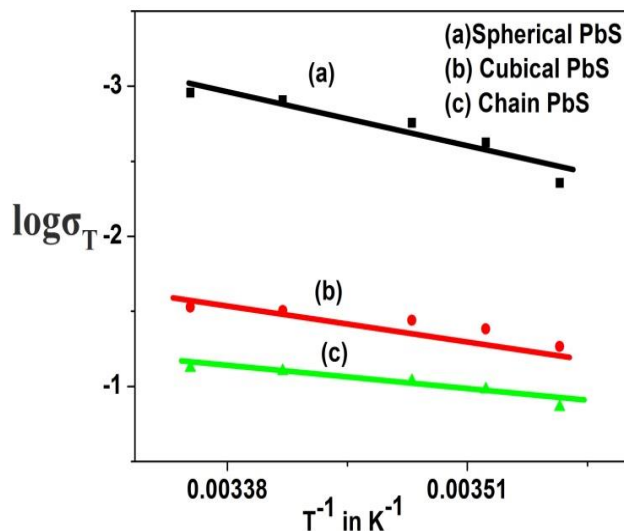 (a)Spherical PbS
(b) Cubical PbS
(c) Chain PbS
(a)
-3
logσT
-2
(b)
(c)
-1
0.00338
0.00351
T-1 in K-1